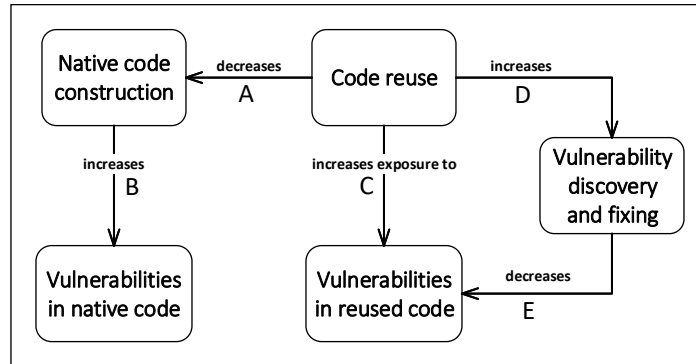 Native code
construction
decreases
A
Code reuse
increases
D
increases
B
increases exposure to
C
Vulnerability
discovery
and fixing
Vulnerabilities
in native code
Vulnerabilities
in reused code
decreases
E